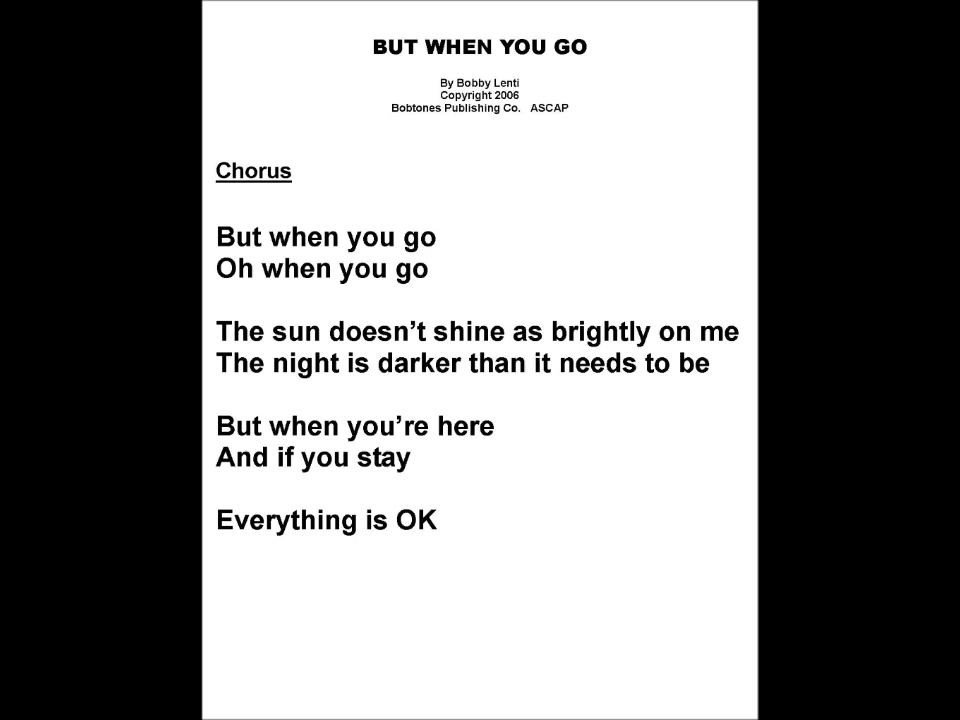 BUT WHEN YOU GO
By Bobby Lenti
Copyright 2006
Bobtones Publishing Co. ASCAP
Chorus
But when you go
Oh when you go
The sun doesn’t shine as brightly on me
The night is darker than it needs to be
But when you’re here
And if you stay
Everything is OK